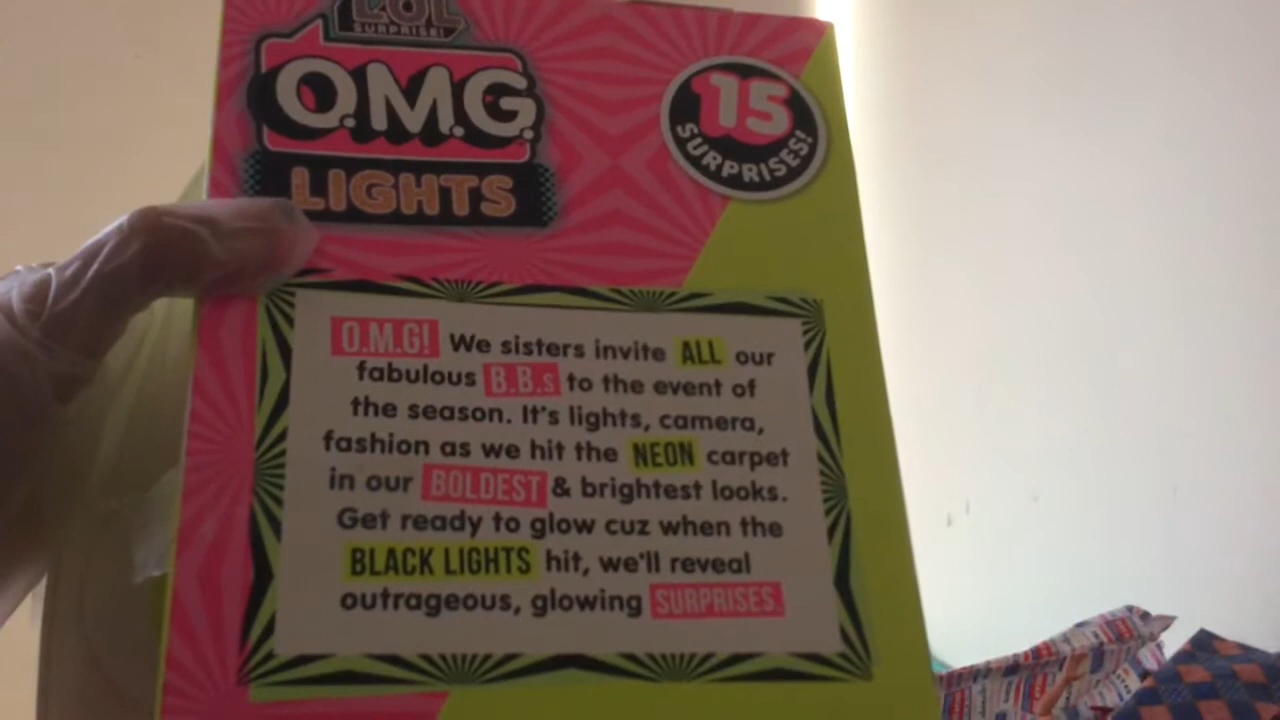 LOL
SURPRISE!
O.M.G.
LIGHTS
15
SURPRISES!
O.M.G! We sisters invite ALL our
fabulous B.B.s to the event of
the season. It's lights, camera,
fashion as we hit the NEON carpet
in our BOLDEST & brightest looks.
Get ready to glow cuz when the
BLACK LIGHTS hit, we'll reveal
outrageous, glowing SURPRISES.